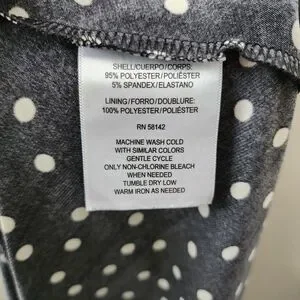 SHELL/CUERPO/CORPS:
95% POLYESTER/POLIÉSTER
5% SPANDEX/ELASTANO
LINING/FORRO/DOUBLURE:
100% POLYESTER/POLIÉSTER
RN 58142
MACHINE WASH COLD
WITH SIMILAR COLORS
GENTLE CYCLE
ONLY NON-CHLORINE BLEACH
WHEN NEEDED
TUMBLE DRY LOW
WARM IRON AS NEEDED